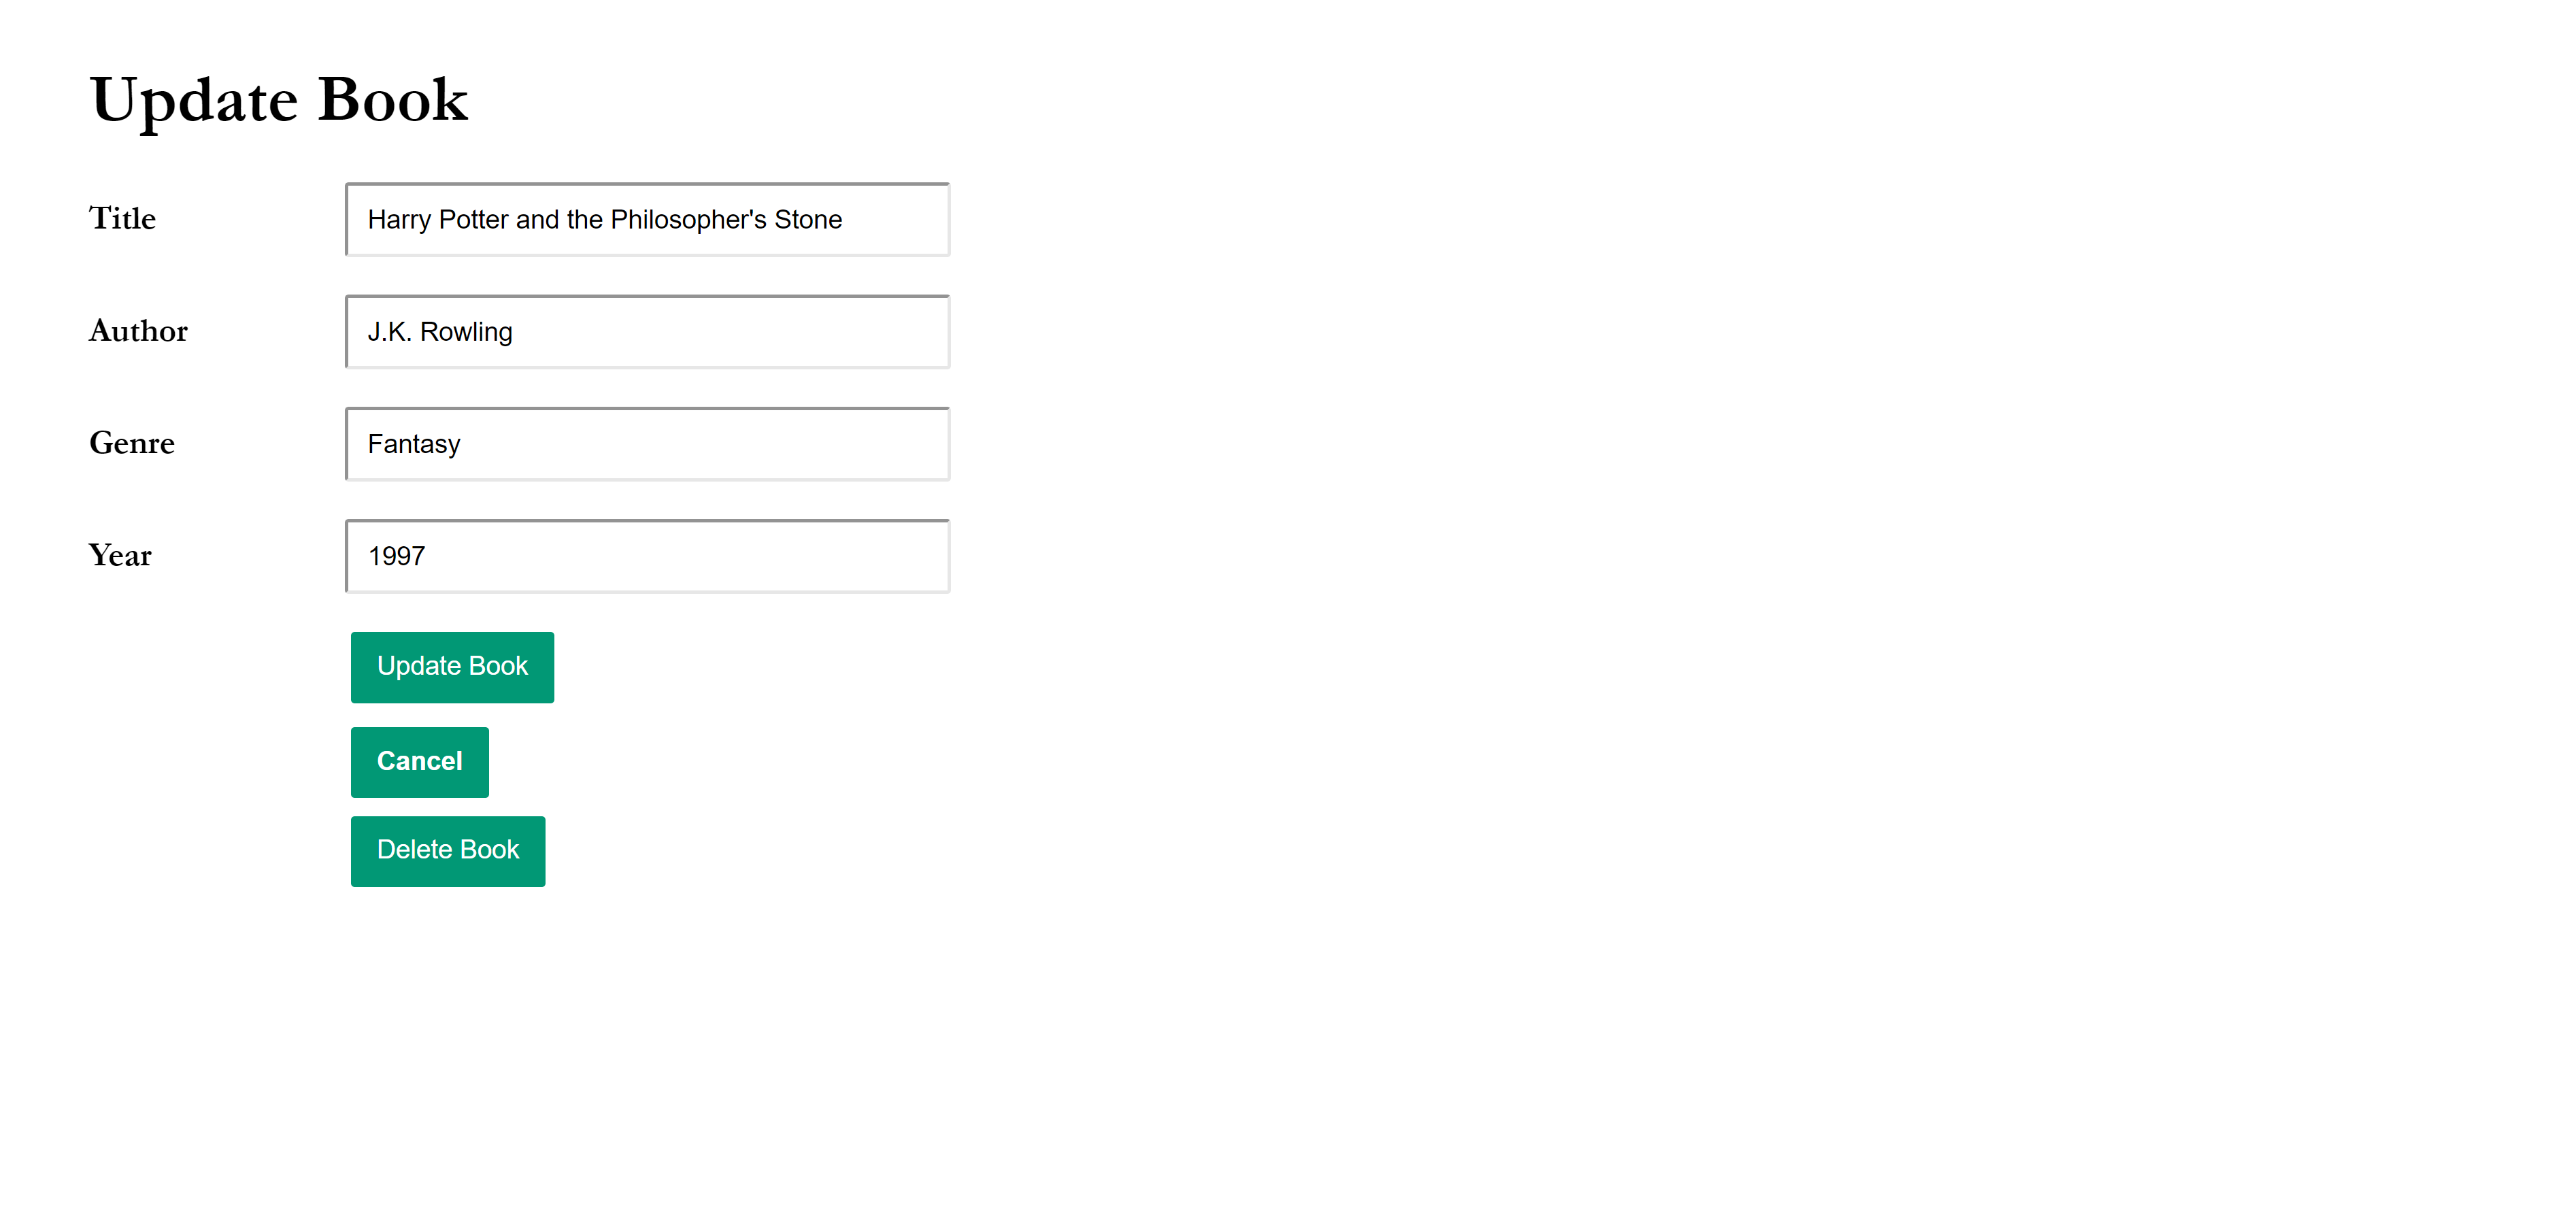 Update Book
Title
Harry Potter and the Philosopher's Stone
Author
J.K. Rowling
Genre
Fantasy
Year
1997
Update Book
Cancel
Delete Book